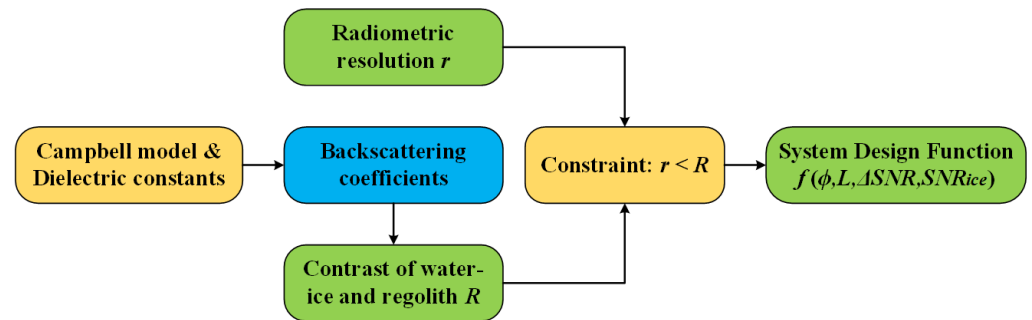 Radiometric
resolution r
Campbell model &
Dielectric constants
Backscattering
coefficients
Constraint: r < R
System Design Function
f (ϕ,L,ΔSNR,SNRice)
Contrast of water-
ice and regolith R